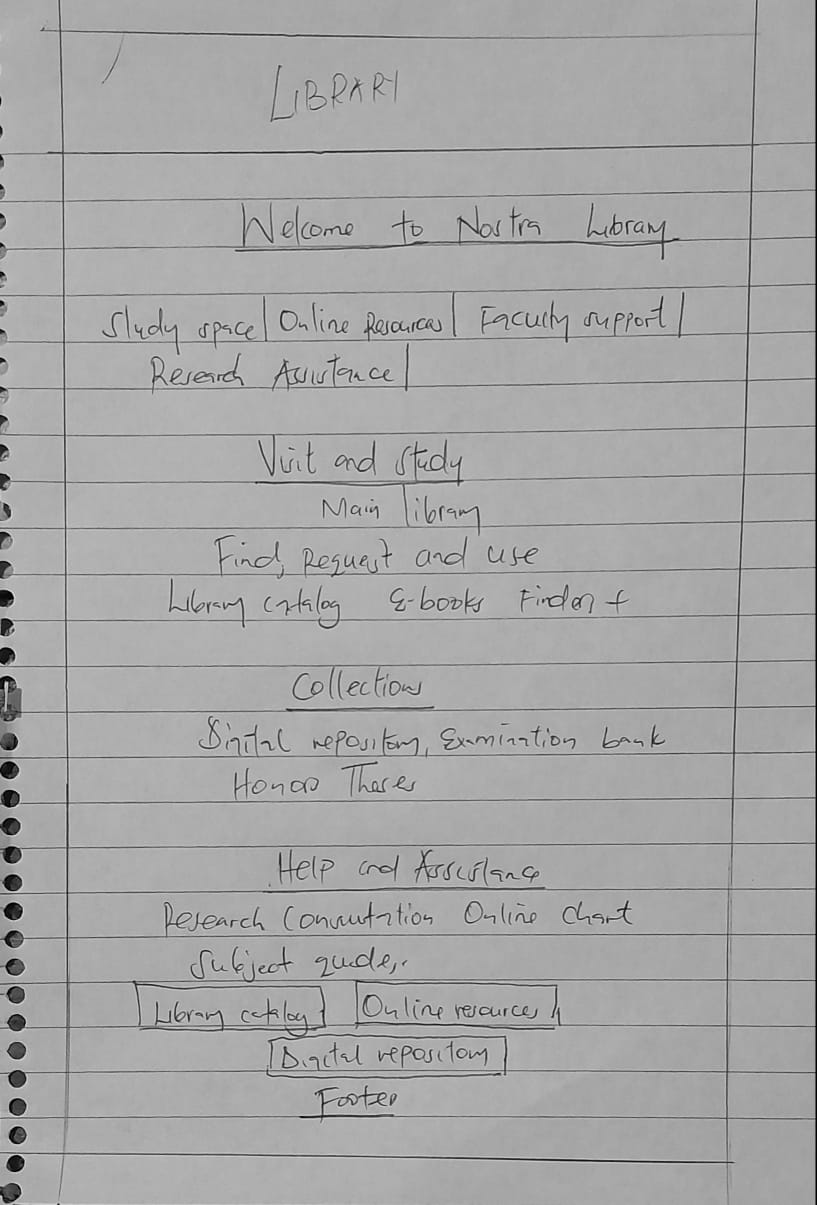 LIBRARY
Welcome to Nostra Library
Study space | Online Resources | Faculty support |
Research Assistance |
Visit and Study
Main library
Find, Request and use
Library catalog E-books
Collections
Digital repository, Examination bank
Honors Theses
Help and Assistance
Research Consultation Online chart
Subject guides.
Library catalog Online resources
Digital repository
Footer